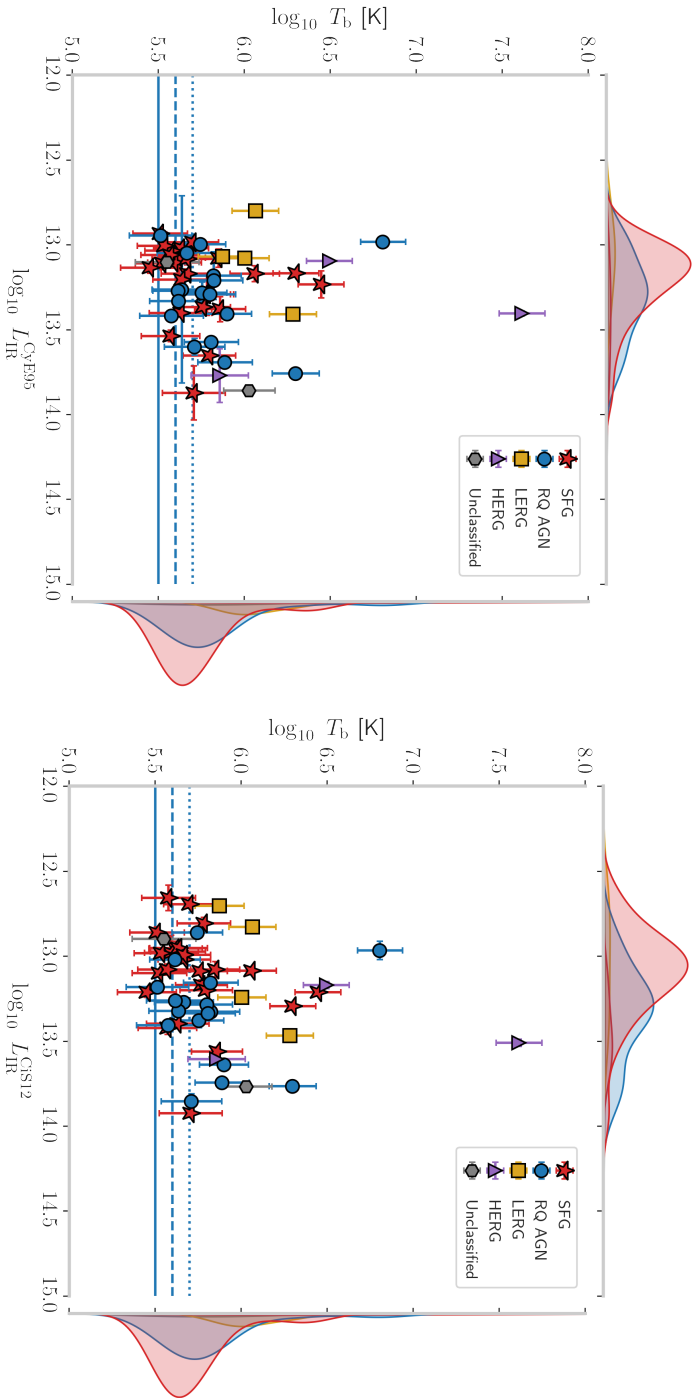 log₁₀ T_b [K]
8.0
7.5
7.0
6.5
6.0
5.5
5.0
12.0
12.5
13.0
13.5
14.0
14.5
15.0
log₁₀ L_IR^CyE95
SFG
RQ AGN
LERG
HERG
Unclassified
log₁₀ T_b [K]
8.0
7.5
7.0
6.5
6.0
5.5
5.0
12.0
12.5
13.0
13.5
14.0
14.5
15.0
log₁₀ L_IR^CiS12
SFG
RQ AGN
LERG
HERG
Unclassified